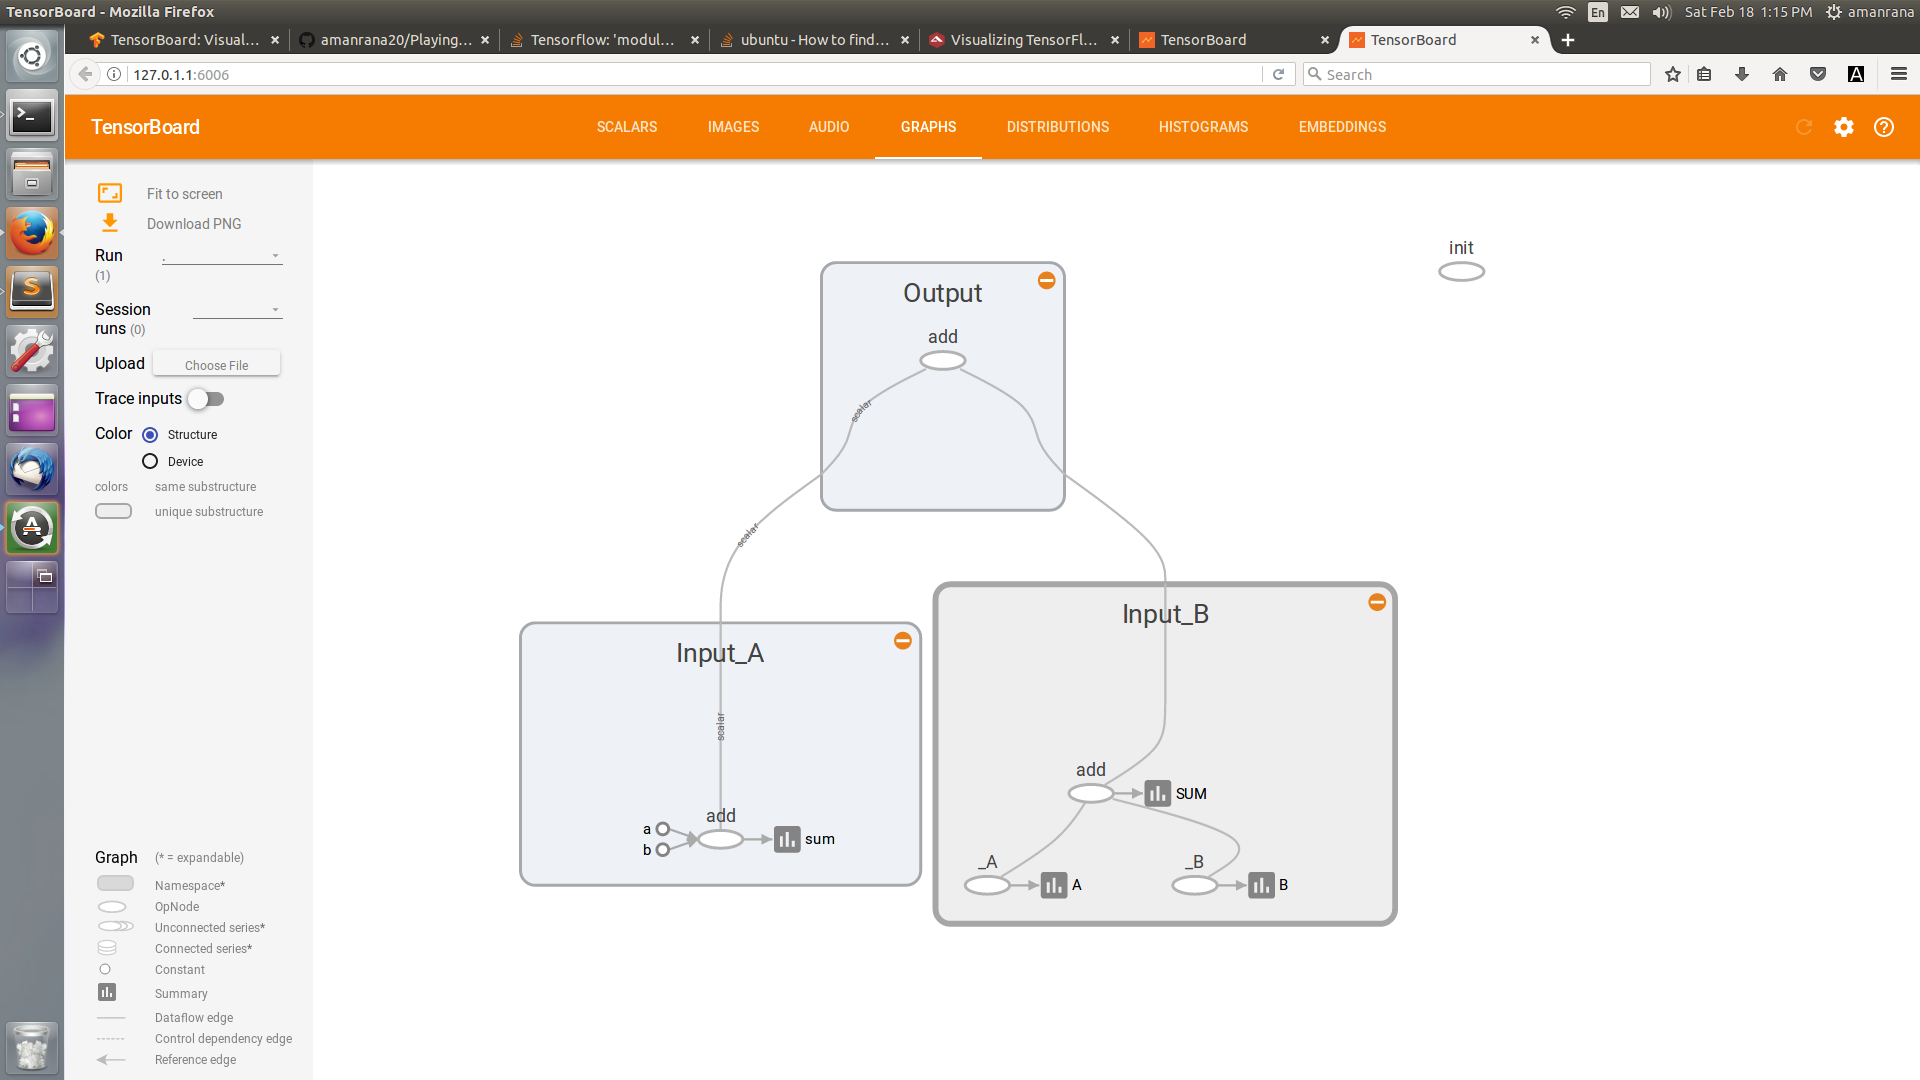 TensorBoard - Mozilla Firefox
En
Sat Feb 18 1:15 PM
amanrana
TensorBoard: Visual...
amanrana20/Playing...
Tensorflow: 'modul...
ubuntu - How to find...
Visualizing TensorFl...
TensorBoard
TensorBoard
127.0.1.1:6006
Search
A
TensorBoard
SCALARS
IMAGES
AUDIO
GRAPHS
DISTRIBUTIONS
HISTOGRAMS
EMBEDDINGS
Fit to screen
Download PNG
Run
(1)
.
Session
runs (0)
Upload
Choose File
Trace inputs
Color
Structure
Device
colors
same substructure
unique substructure
init
Output
add
scalar
scalar
Input_A
scalar
add
a
b
sum
Input_B
add
SUM
_A
A
_B
B
Graph
(* = expandable)
Namespace*
OpNode
Unconnected series*
Connected series*
Constant
Summary
Dataflow edge
Control dependency edge
Reference edge